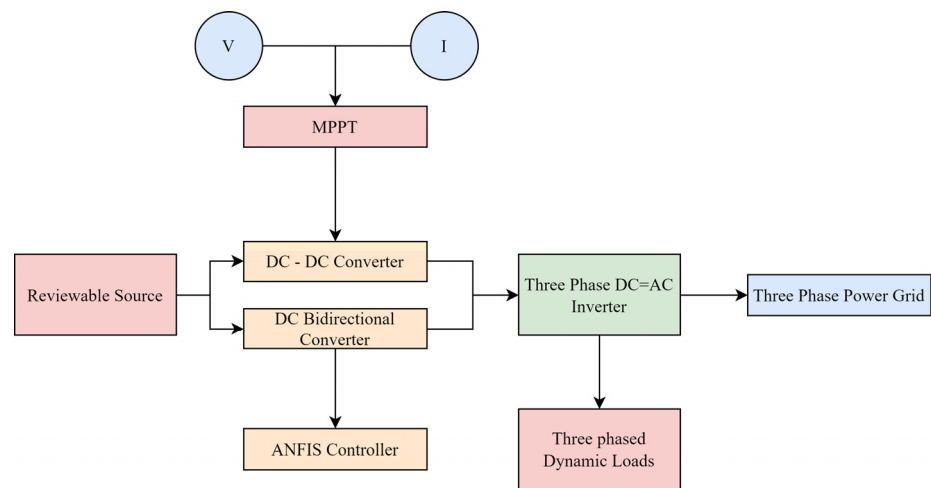 V
I
MPPT
DC - DC Converter
Reviewable Source
Three Phase DC=AC
Inverter
Three Phase Power Grid
DC Bidirectional
Converter
ANFIS Controller
Three phased
Dynamic Loads